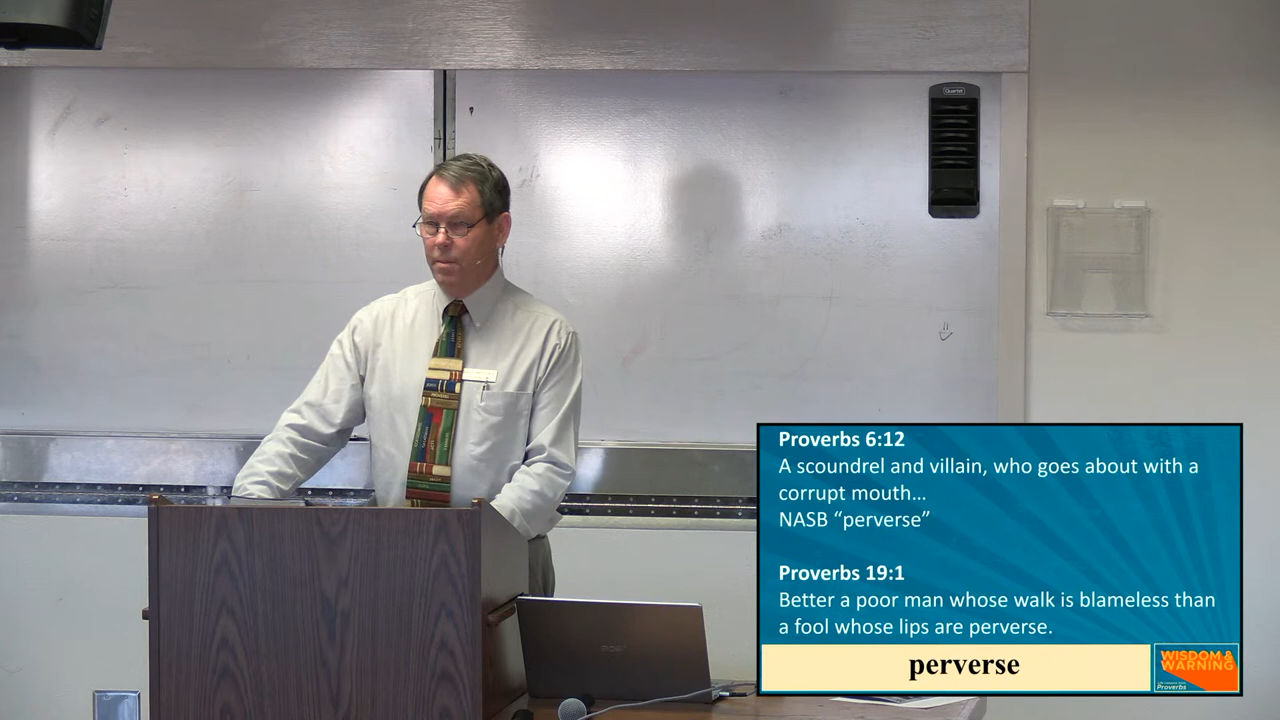 Quartet
Proverbs 6:12
A scoundrel and villain, who goes about with a
corrupt mouth…
NASB “perverse”
Proverbs 19:1
Better a poor man whose walk is blameless than
a fool whose lips are perverse.
perverse
WISDOM &
WARNING
Proverbs